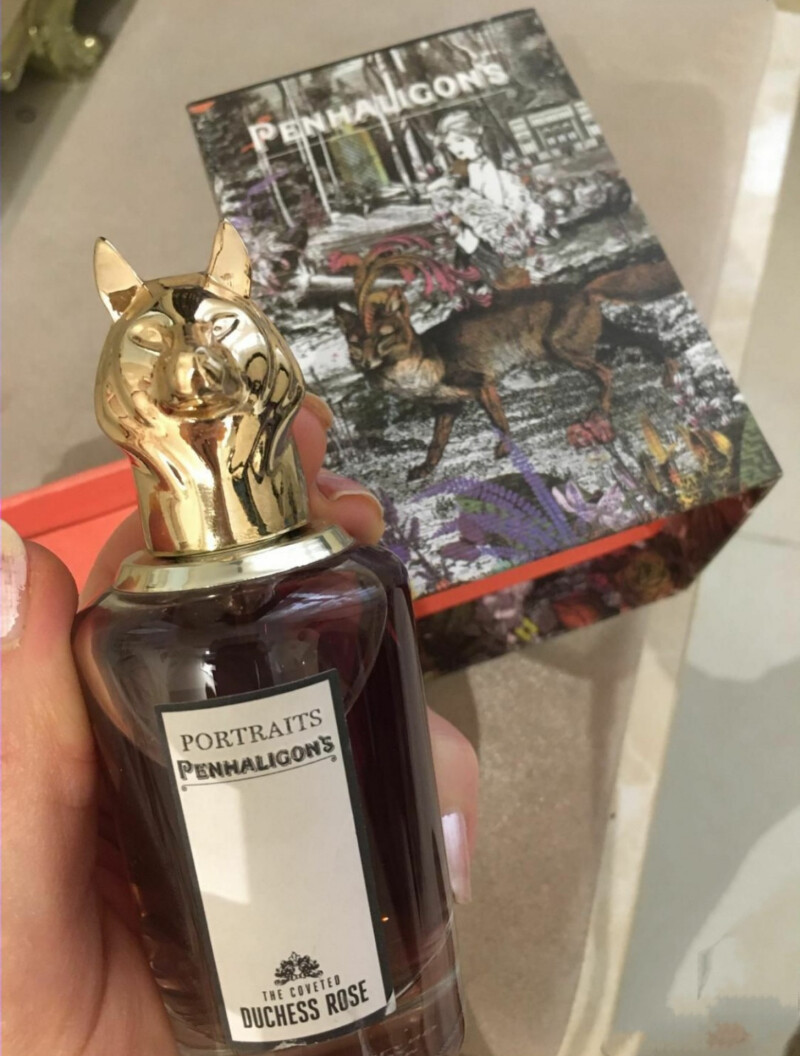 PENHALIGON'S
PORTRAITS
PENHALIGON'S
THE COVETED
DUCHESS ROSE